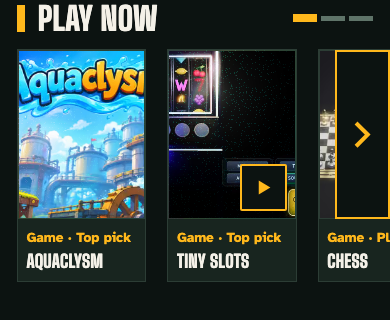 PLAY NOW
Aquaclysm
W
Game · Top pick
AQUACLYSM
Game · Top pick
TINY SLOTS
Game · Pl
CHESS